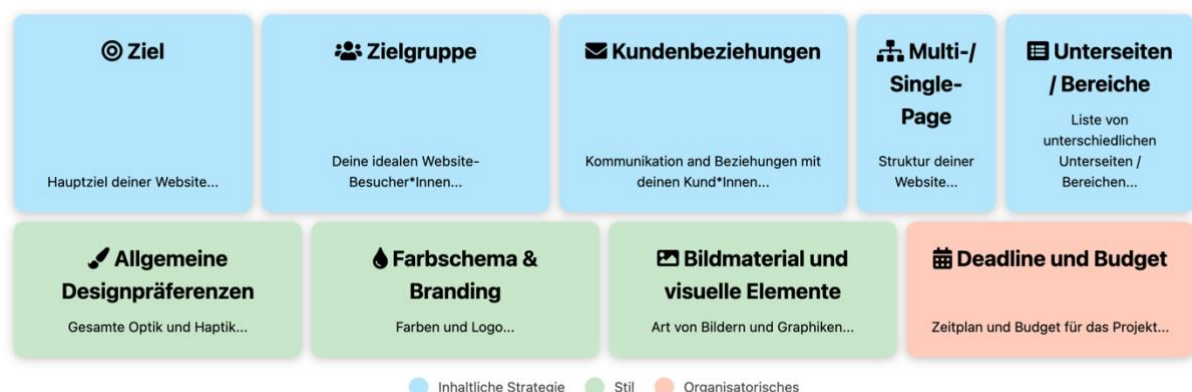 Ziel
Hauptziel deiner Website...
Zielgruppe
Deine idealen Website-
Besucher*Innen...
Kundenbeziehungen
Kommunikation and Beziehungen mit
deinen Kund*Innen...
Multi-/
Single-
Page
Struktur deiner
Website...
Unterseiten
/ Bereiche
Liste von
unterschiedlichen
Unterseiten /
Bereichen...
Allgemeine
Designpräferenzen
Gesamte Optik und Haptik...
Farbschema &
Branding
Farben und Logo...
Bildmaterial und
visuelle Elemente
Art von Bildern und Graphiken...
Deadline und Budget
Zeitplan und Budget für das Projekt...
Inhaltliche Strategie
Stil
Organisatorisches